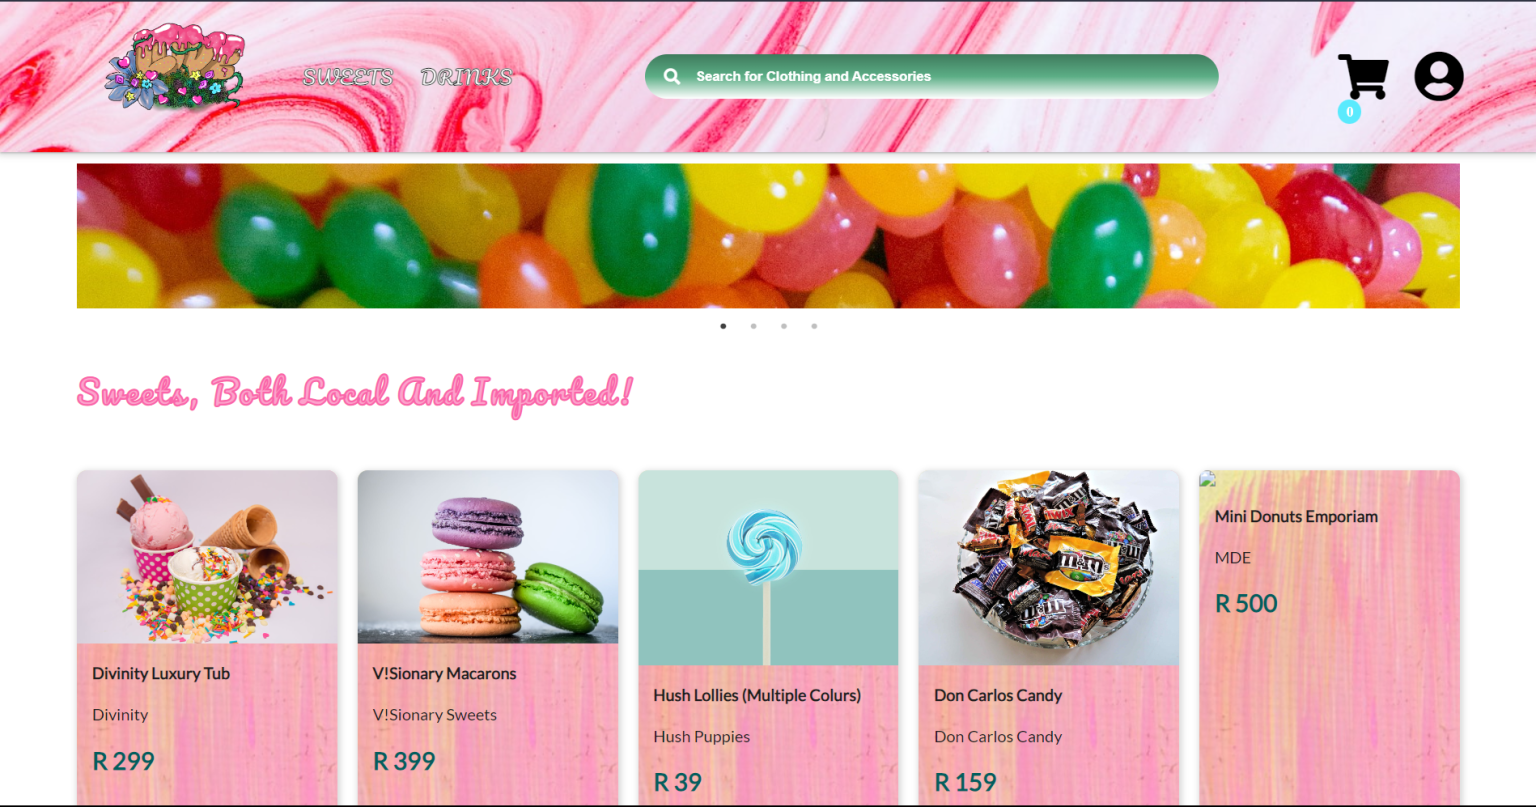 SWEETS DRINKS
Search for Clothing and Accessories
0
Sweets, Both Local And Imported!
Divinity Luxury Tub
Divinity
R 299
V!Sionary Macarons
V!Sionary Sweets
R 399
Hush Lollies (Multiple Colurs)
Hush Puppies
R 39
m&m's
Don Carlos Candy
Don Carlos Candy
R 159
Mini Donuts Emporiam
MDE
R 500